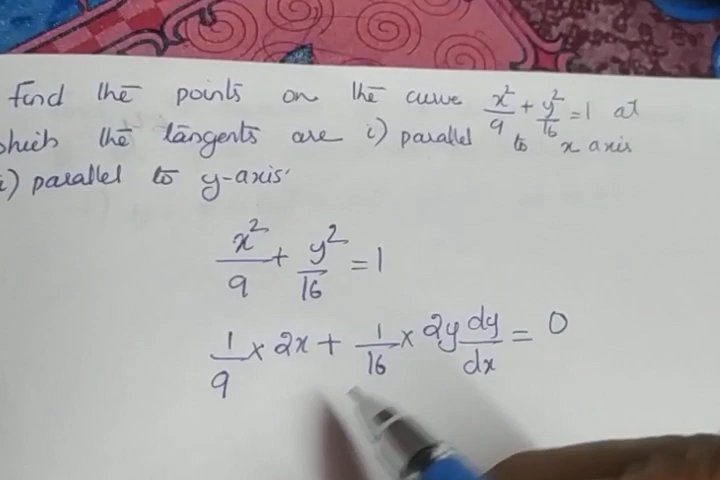 Find the points on the curve x²/9 + y²/16 = 1 at
which the tangents are i) parallel to x axis
i) parallel to y-axis.
x²/9 + y²/16 = 1
1/9 × 2x + 1/16 × 2y dy/dx = 0